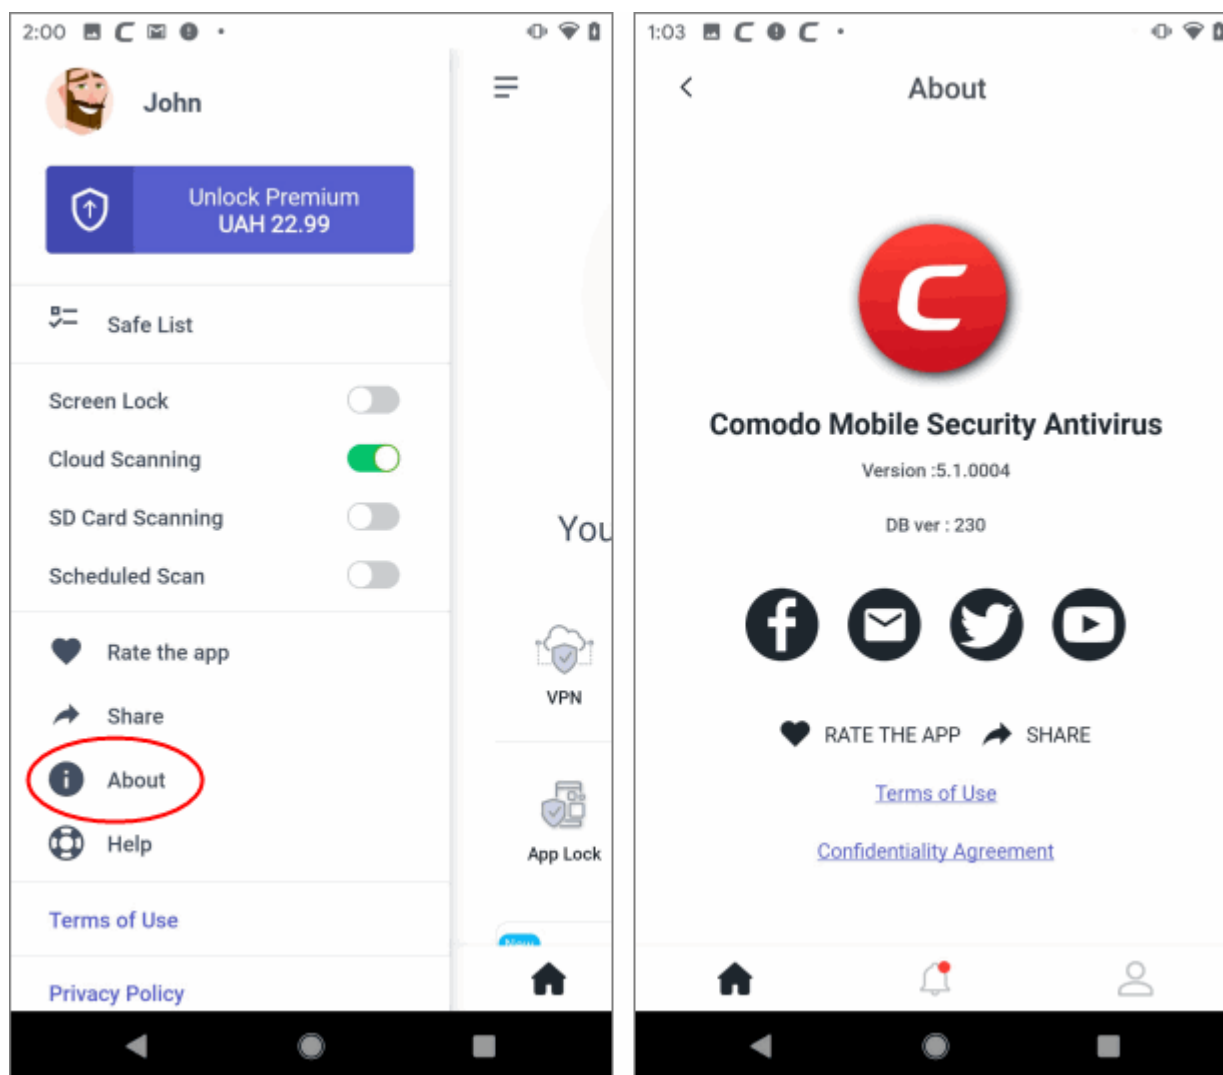 2:00
John
Unlock Premium
UAH 22.99
Safe List
Screen Lock
Cloud Scanning
SD Card Scanning
Scheduled Scan
Rate the app
Share
About
Help
Terms of Use
Privacy Policy
You
VPN
App Lock
New
1:03
About
Comodo Mobile Security Antivirus
Version :5.1.0004
DB ver : 230
RATE THE APP SHARE
Terms of Use
Confidentiality Agreement